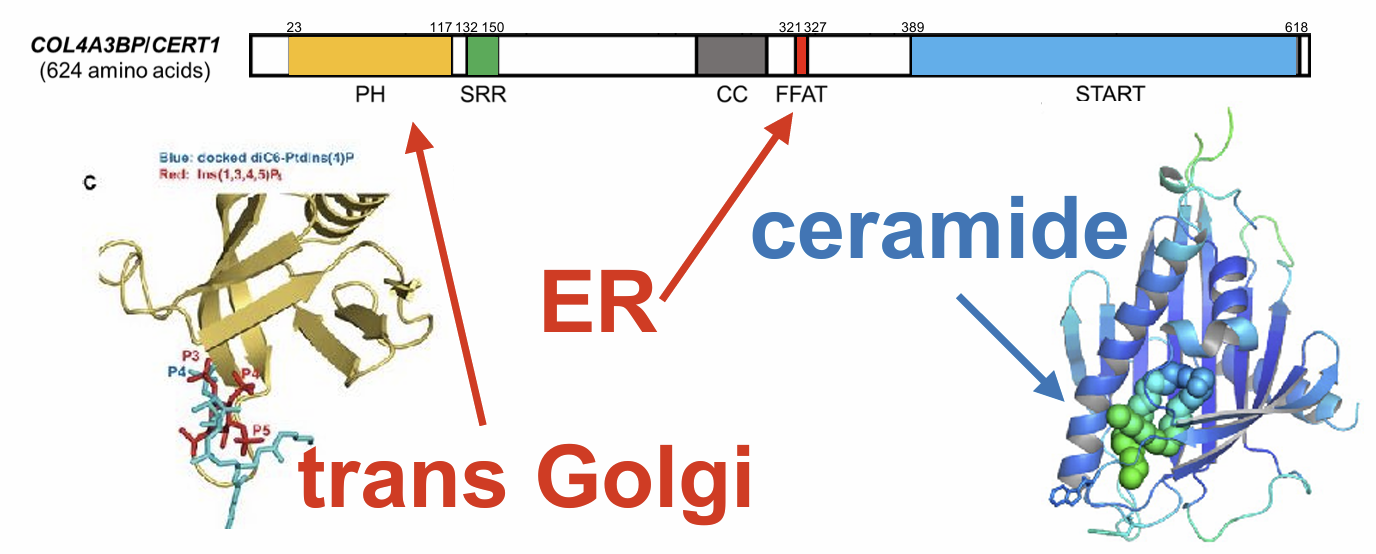 COL4A3BP/CERT1
(624 amino acids)
23 117 132 150 321 327 389 618
PH SRR CC FFAT START
Blue: docked diC6-PtdIns(4)P
Red: Ins(1,3,4,5)P4
C
ceramide
ER
P3
P4 P4
P5
trans Golgi